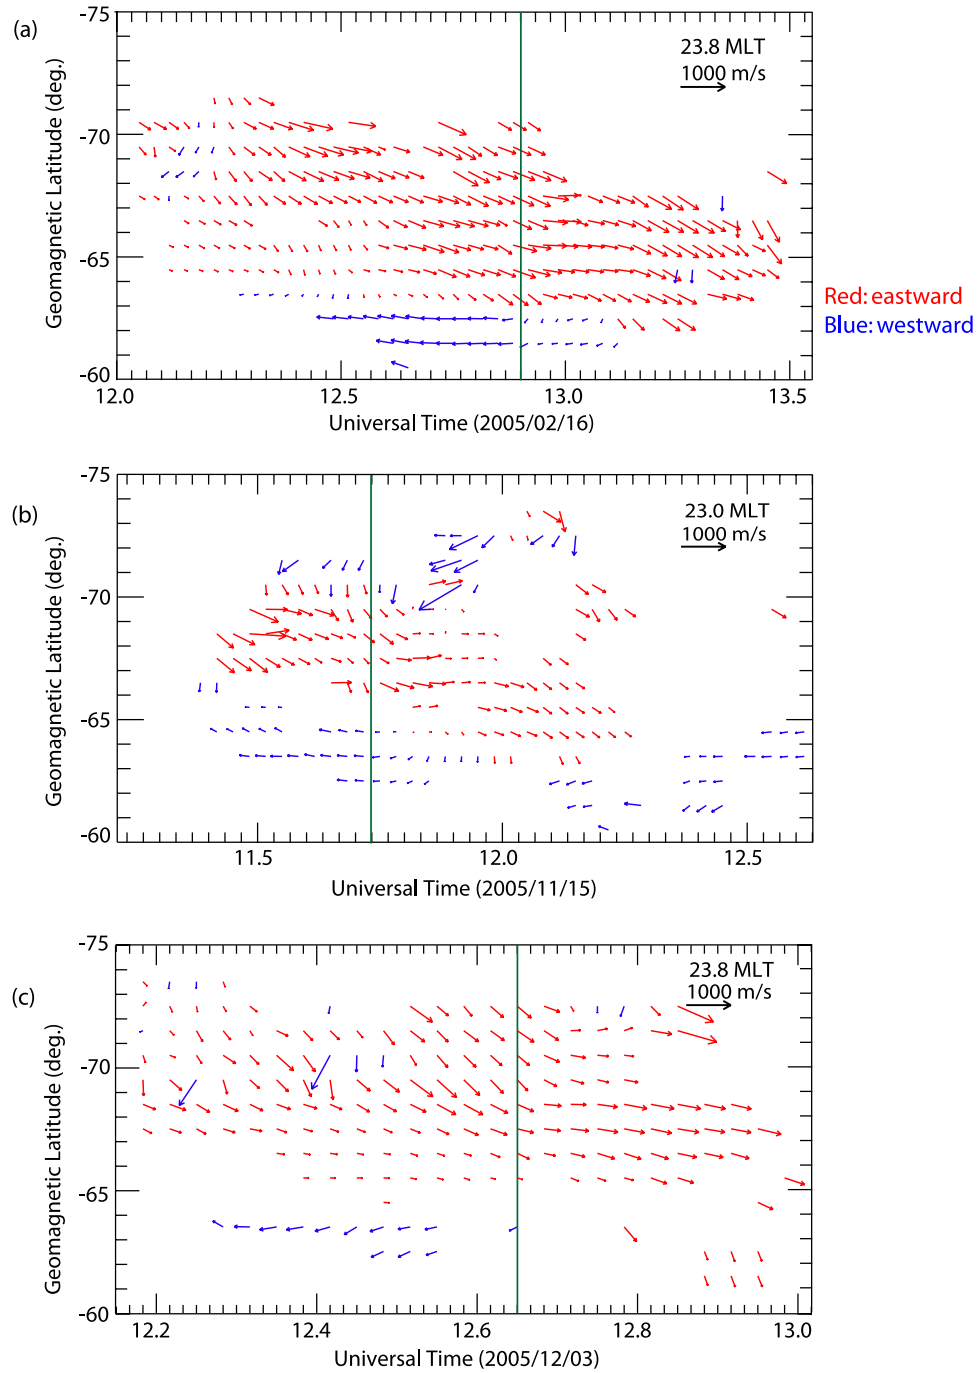 (a)
-75
-70
-65
-60
Geomagnetic Latitude (deg.)
23.8 MLT
1000 m/s
12.0 12.5 13.0 13.5
Universal Time (2005/02/16)
Red: eastward
Blue: westward
(b)
-75
-70
-65
-60
Geomagnetic Latitude (deg.)
23.0 MLT
1000 m/s
11.5 12.0 12.5
Universal Time (2005/11/15)
(c)
-75
-70
-65
-60
Geomagnetic Latitude (deg.)
23.8 MLT
1000 m/s
12.2 12.4 12.6 12.8 13.0
Universal Time (2005/12/03)